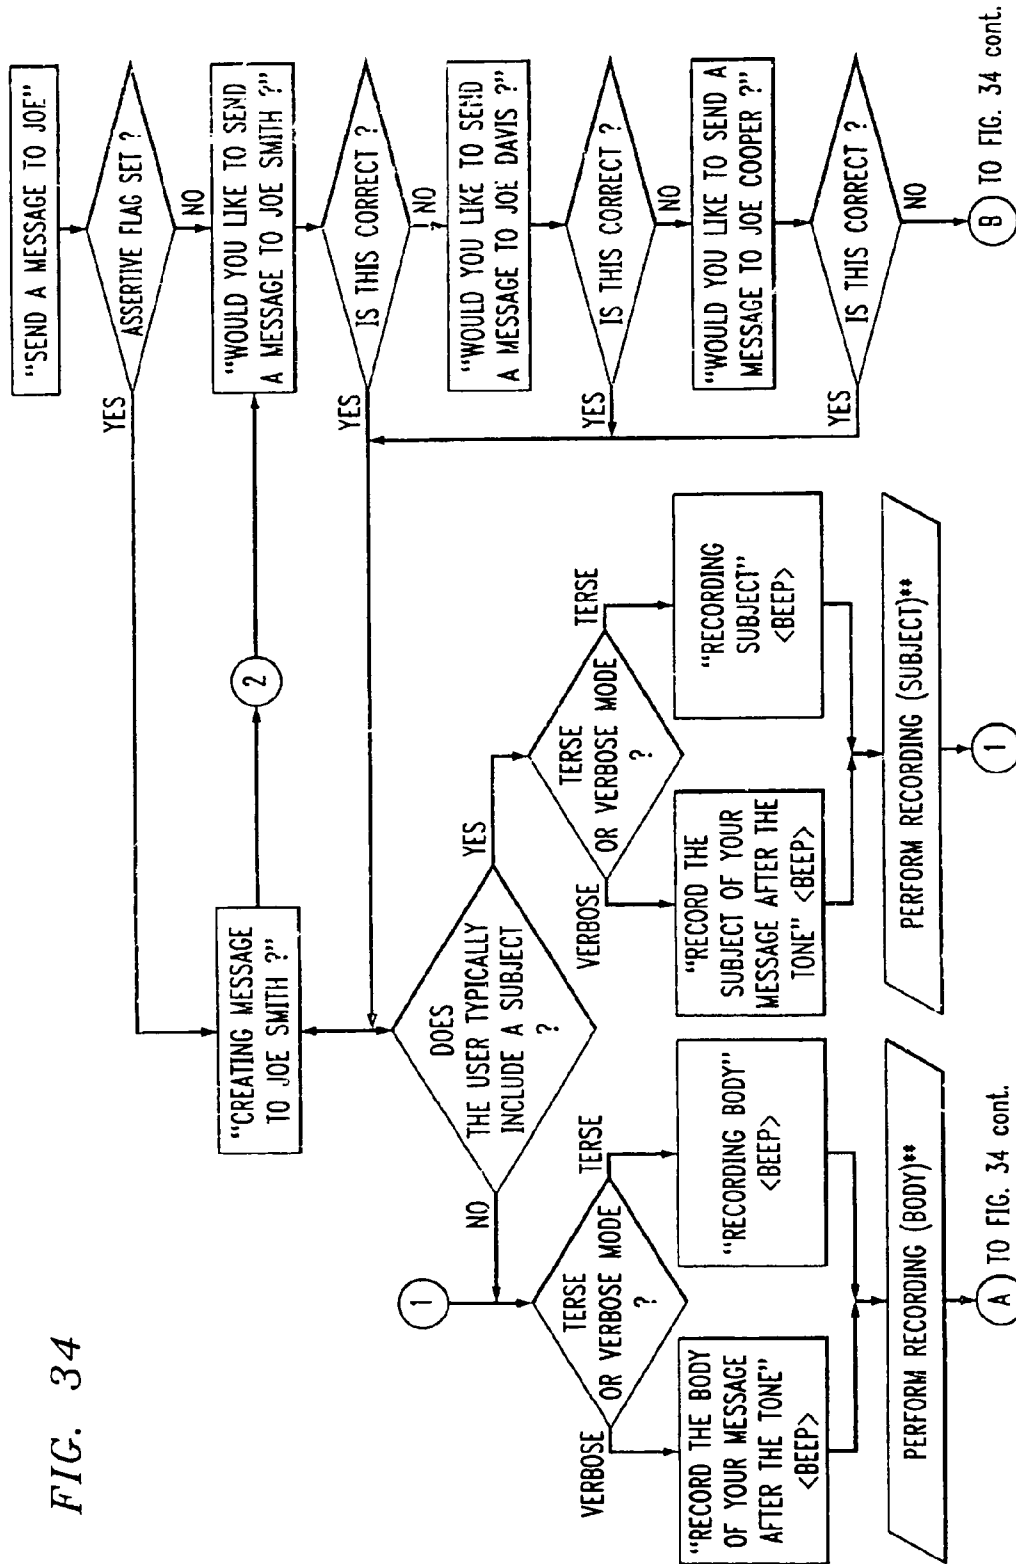 FIG. 34
"SEND A MESSAGE TO JOE"
ASSERTIVE FLAG SET ?
YES
NO
"CREATING MESSAGE
TO JOE SMITH ?"
2
"WOULD YOU LIKE TO SEND
A MESSAGE TO JOE SMITH ?"
IS THIS CORRECT ?
YES
NO
"WOULD YOU LIKE TO SEND
A MESSAGE TO JOE DAVIS ?"
IS THIS CORRECT ?
YES
NO
"WOULD YOU LIKE TO SEND A
MESSAGE TO JOE COOPER ?"
IS THIS CORRECT ?
YES
NO
B TO FIG. 34 cont.
DOES
THE USER TYPICALLY
INCLUDE A SUBJECT
?
NO
YES
1
TERSE
OR VERBOSE MODE
?
VERBOSE
TERSE
"RECORD THE BODY
OF YOUR MESSAGE
AFTER THE TONE"
<BEEP>
"RECORDING BODY"
<BEEP>
PERFORM RECORDING (BODY)**
A TO FIG. 34 cont.
TERSE
OR VERBOSE MODE
?
VERBOSE
TERSE
"RECORD THE
SUBJECT OF YOUR
MESSAGE AFTER THE
TONE" <BEEP>
"RECORDING
SUBJECT"
<BEEP>
PERFORM RECORDING (SUBJECT)**
1